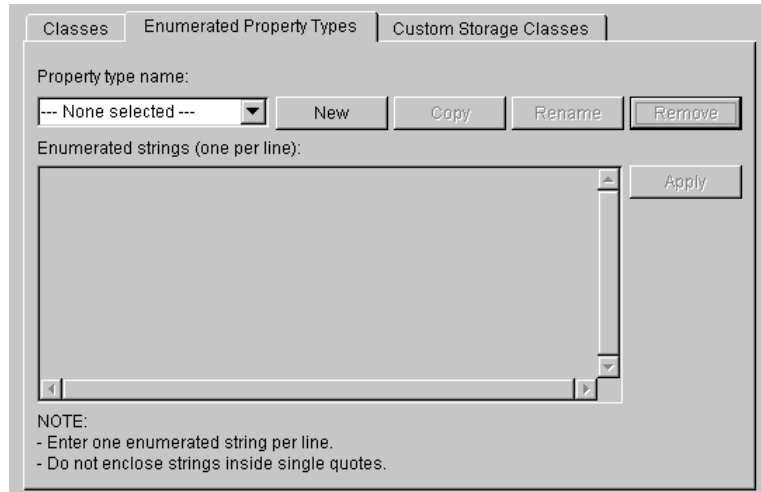 Classes Enumerated Property Types Custom Storage Classes
Property type name:
--- None selected --- New Copy Rename Remove
Enumerated strings (one per line):
Apply
NOTE:
- Enter one enumerated string per line.
- Do not enclose strings inside single quotes.